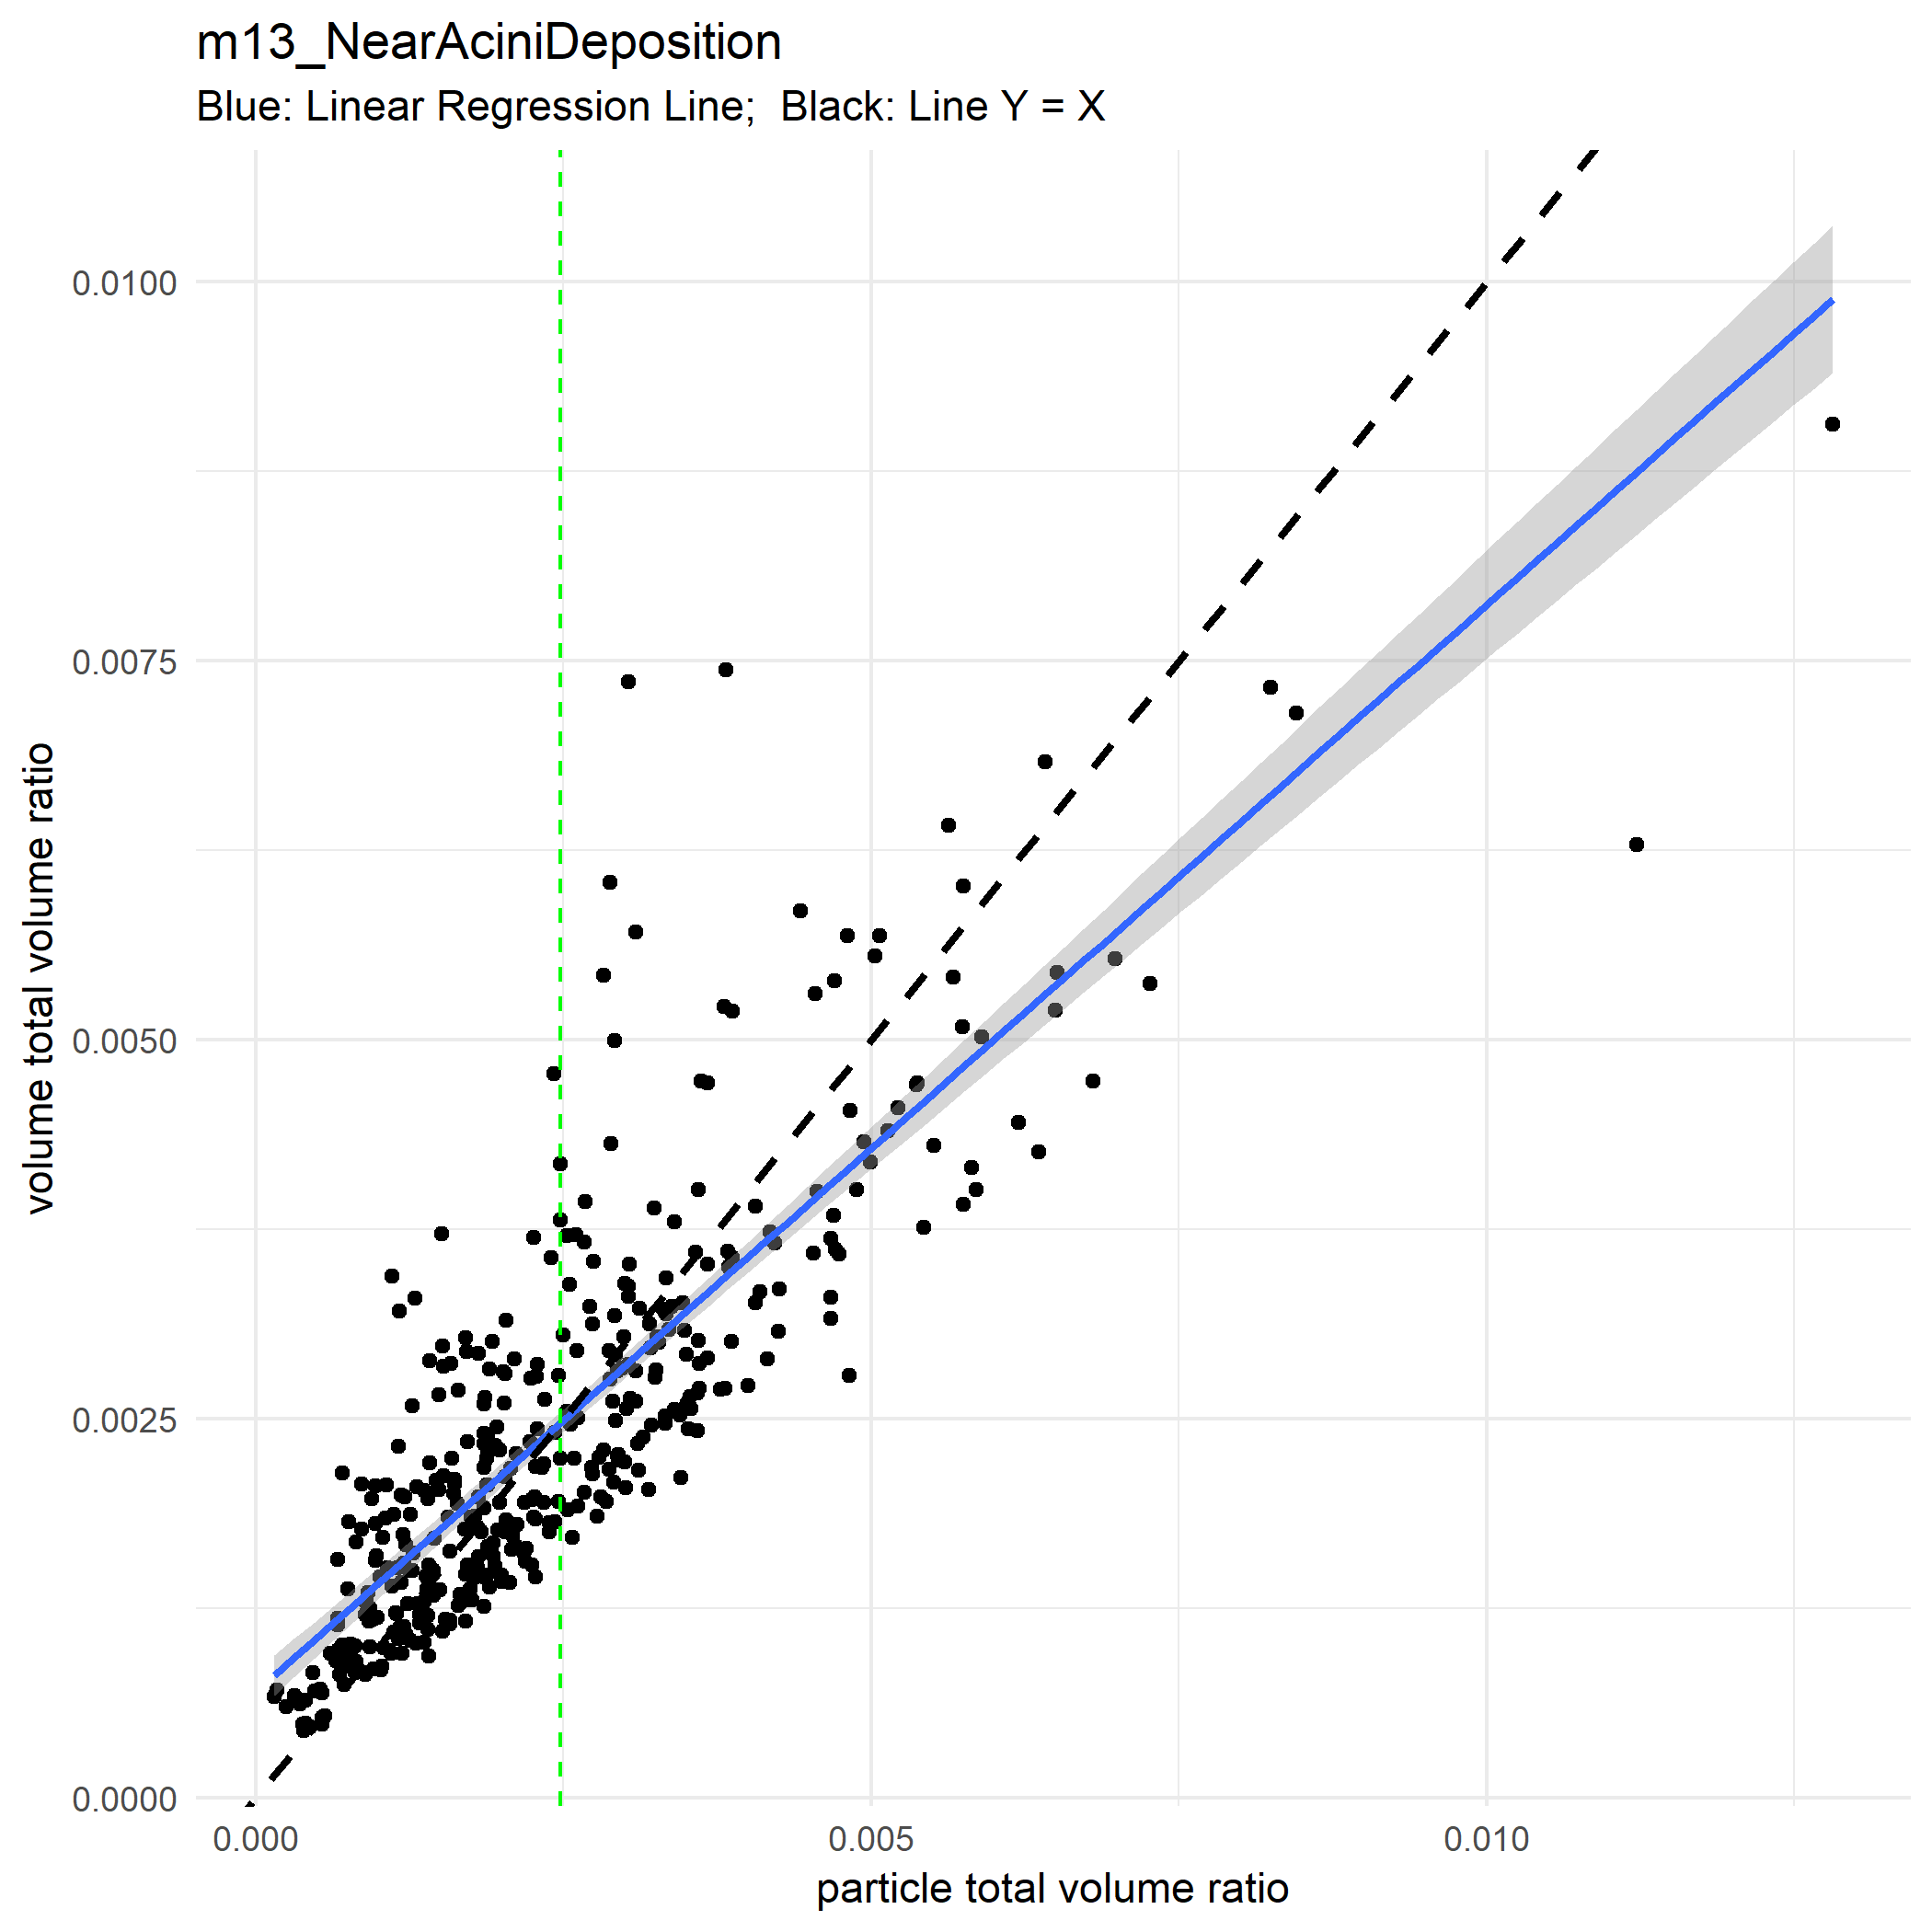 m13_NearAciniDeposition
Blue: Linear Regression Line;  Black: Line Y = X
volume total volume ratio
0.0100
0.0075
0.0050
0.0025
0.0000
0.000
0.005
0.010
particle total volume ratio